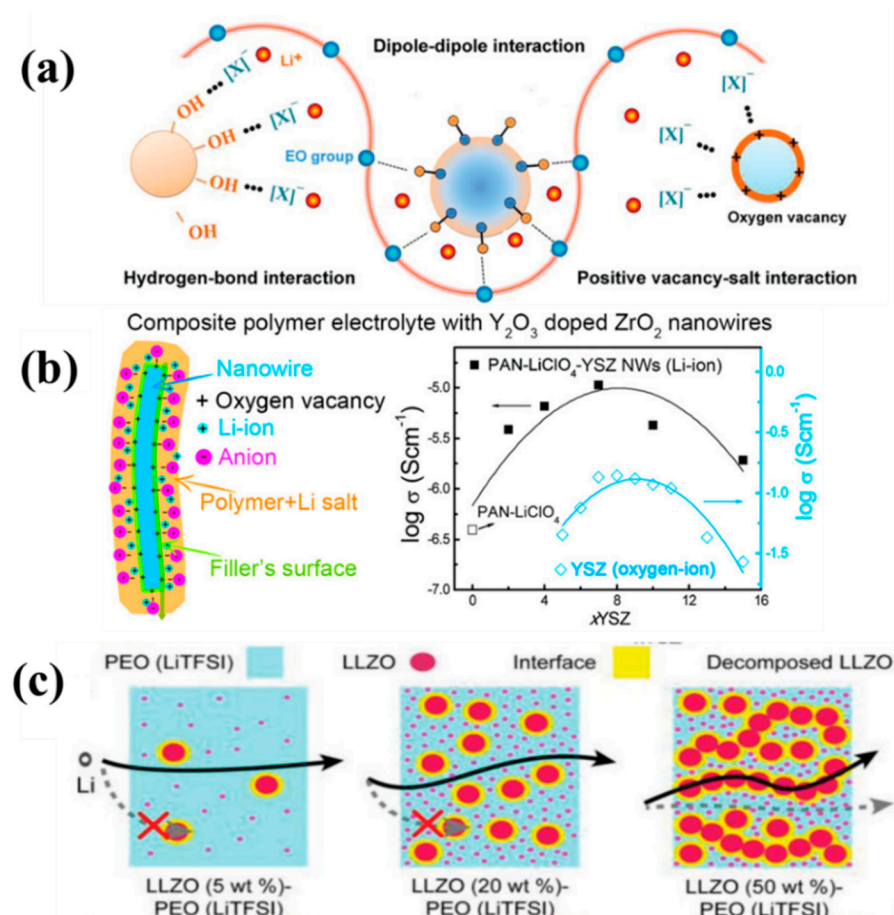 (a)
Dipole-dipole interaction
Li⁺
[X]⁻
OH
[X]⁻
[X]⁻
OH
[X]⁻
[X]⁻
EO group
OH
[X]⁻
[X]⁻
OH
Oxygen vacancy
Hydrogen-bond interaction
Positive vacancy-salt interaction
(b)
Composite polymer electrolyte with Y₂O₃ doped ZrO₂ nanowires
Nanowire
+ Oxygen vacancy
Li-ion
Anion
Polymer+Li salt
Filler's surface
PAN-LiClO₄-YSZ NWs (Li-ion)
PAN-LiClO₄
YSZ (oxygen-ion)
log σ (Scm⁻¹)
-5.0
-5.5
-6.0
-6.5
-7.0
0.0
-0.5
-1.0
-1.5
log σ (Scm⁻¹)
0 4 8 12 16
xYSZ
(c)
PEO (LiTFSI)
LLZO
Interface
Decomposed LLZO
Li
LLZO (5 wt %)-
PEO (LiTFSI)
LLZO (20 wt %)-
PEO (LiTFSI)
LLZO (50 wt %)-
PEO (LiTFSI)